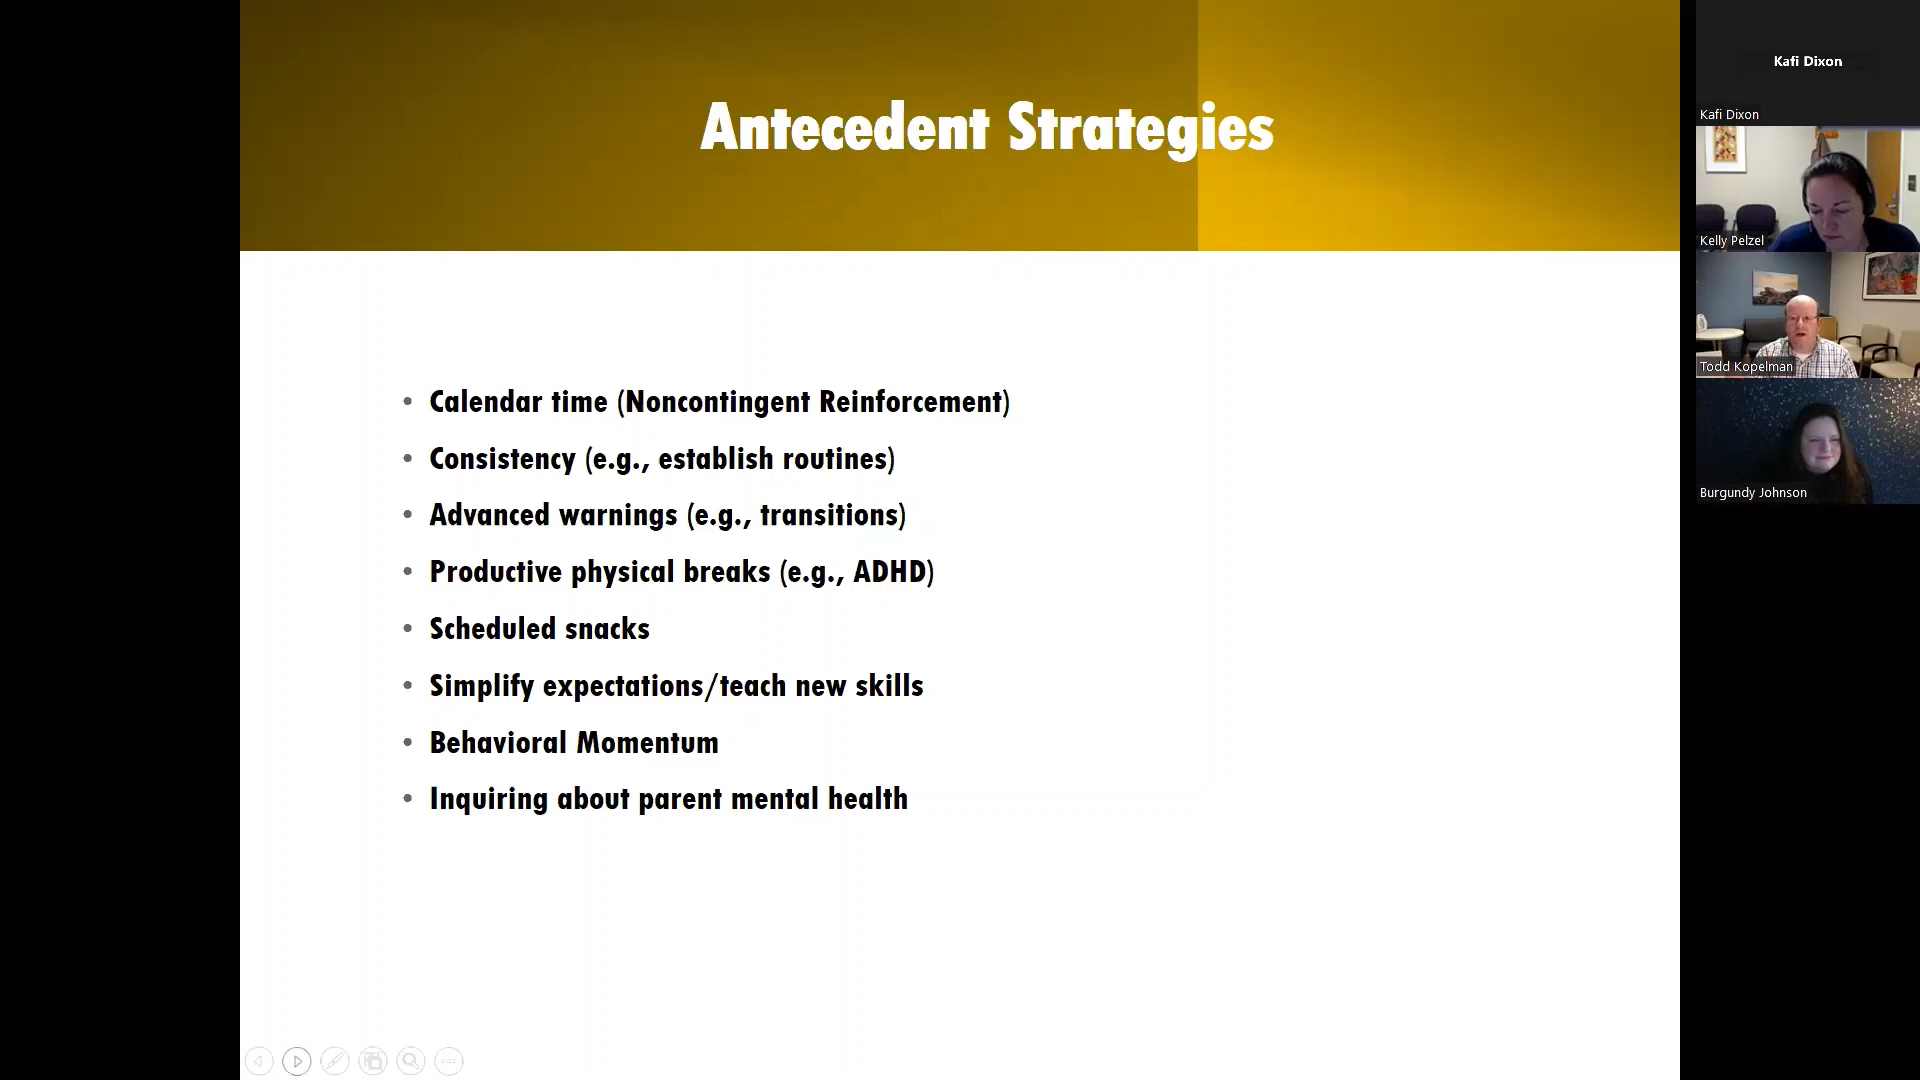 Antecedent Strategies
• Calendar time (Noncontingent Reinforcement)
• Consistency (e.g., establish routines)
• Advanced warnings (e.g., transitions)
• Productive physical breaks (e.g., ADHD)
• Scheduled snacks
• Simplify expectations/teach new skills
• Behavioral Momentum
• Inquiring about parent mental health
Kafi Dixon
Kafi Dixon
Kelly Pelzel
Todd Kopelman
Burgundy Johnson